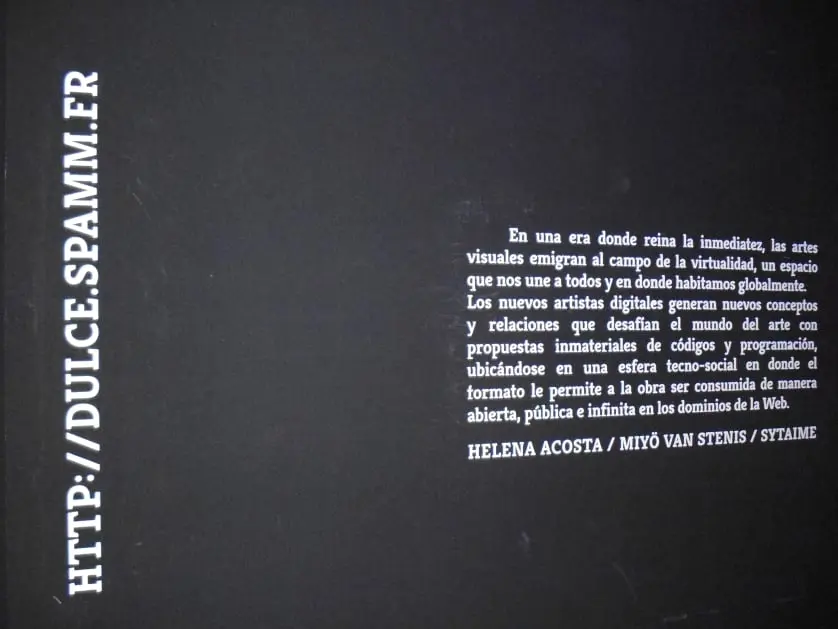 HTTP://DULCE.SPAMM.FR
En una era donde reina la inmediatez, las artes
visuales emigran al campo de la virtualidad, un espacio
que nos une a todos y en donde habitamos globalmente.
Los nuevos artistas digitales generan nuevos conceptos
y relaciones que desafían el mundo del arte con
propuestas inmateriales de códigos y programación,
ubicándose en una esfera tecno-social en donde el
formato le permite a la obra ser consumida de manera
abierta, pública e infinita en los dominios de la Web.
HELENA ACOSTA / MIYÖ VAN STENIS / SYTAIME